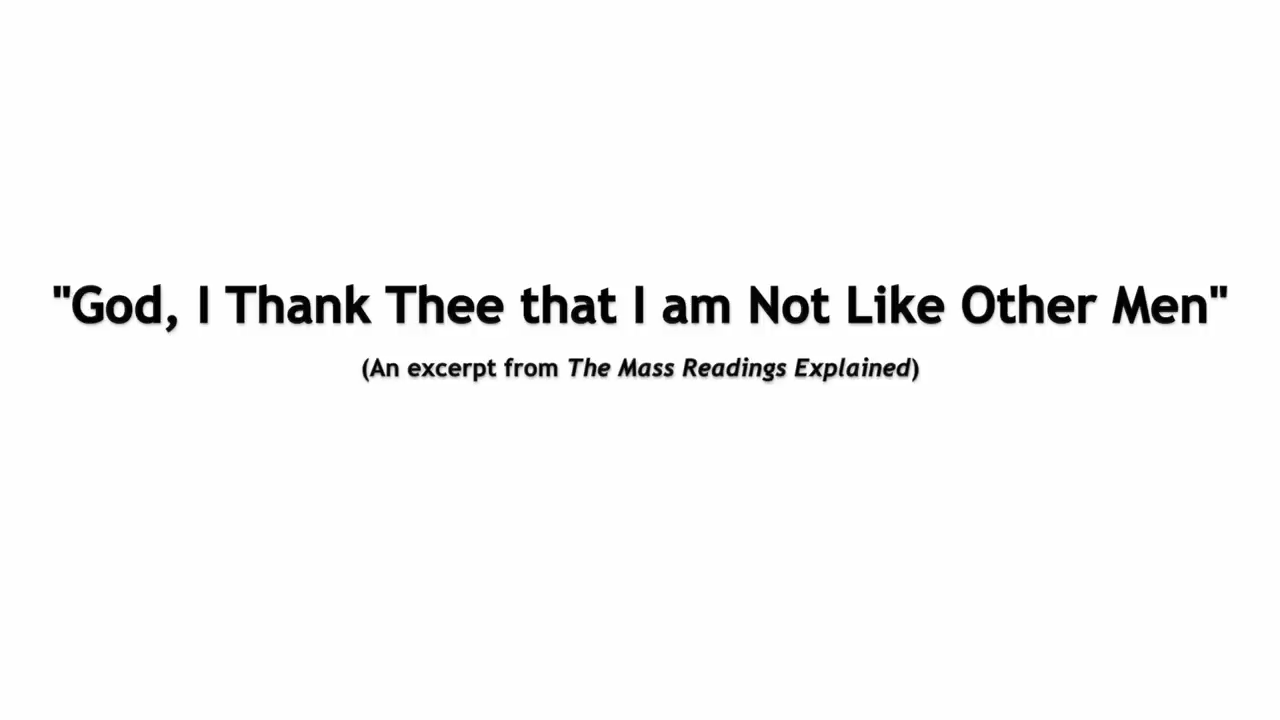 "God, I Thank Thee that I am Not Like Other Men"
(An excerpt from The Mass Readings Explained)